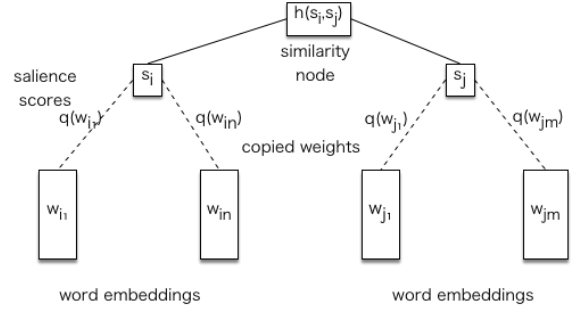 h(si,sj)
similarity
node
salience
scores
si
sj
q(wi1)
q(win)
q(wj1)
q(wjm)
copied weights
wi1
win
wj1
wjm
word embeddings
word embeddings